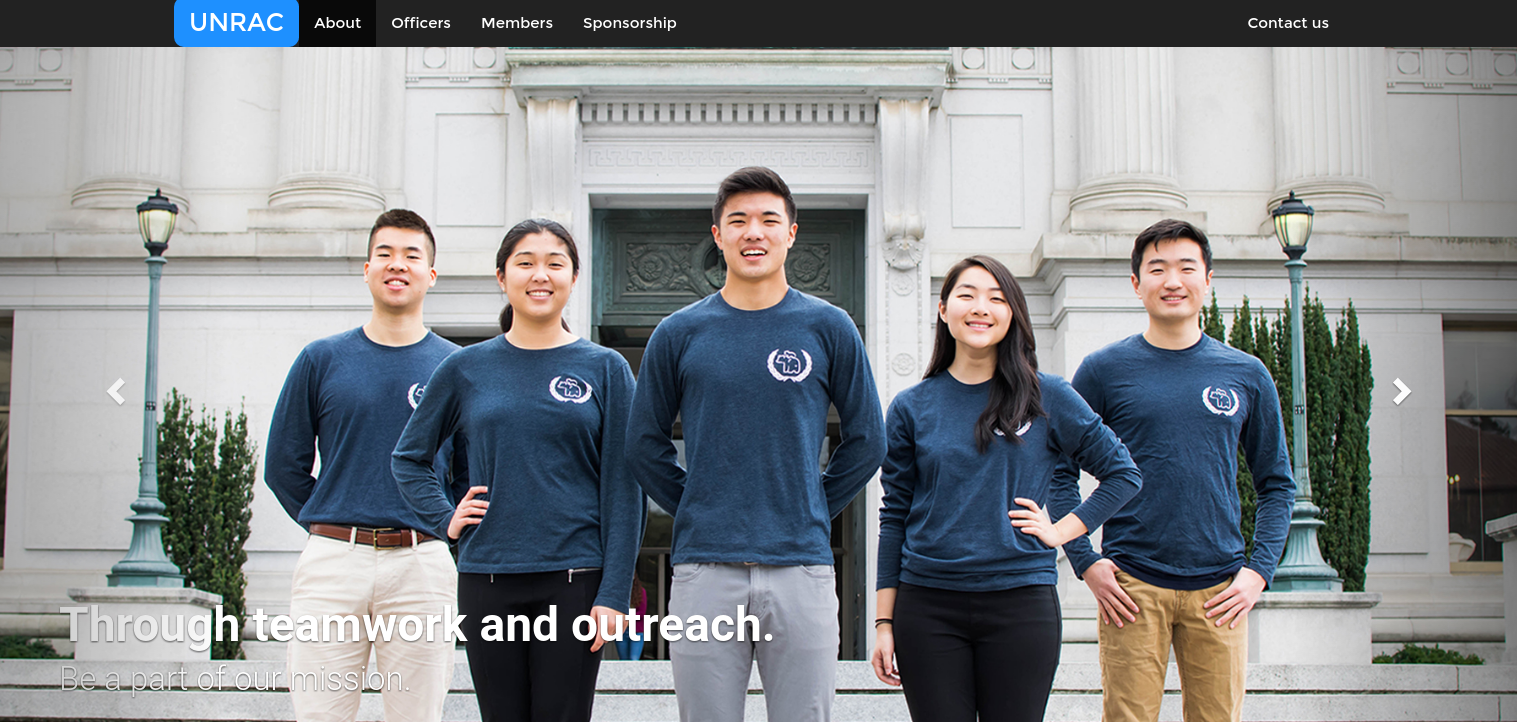 UNRAC About Officers Members Sponsorship Contact us
Through teamwork and outreach.
Be a part of our mission.